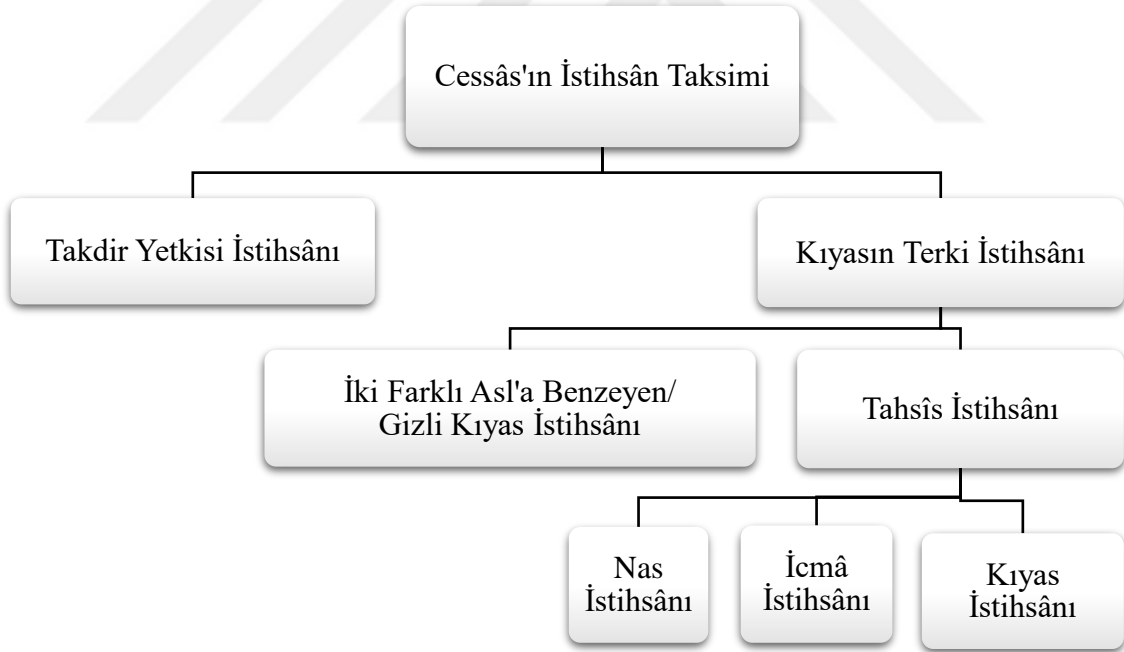 Cessâs'ın İstihsân Taksimi
Takdir Yetkisi İstihsânı
Kıyasın Terki İstihsânı
İki Farklı Asl'a Benzeyen/
Gizli Kıyas İstihsânı
Tahsîs İstihsânı
Nas
İstihsânı
İcmâ
İstihsânı
Kıyas
İstihsânı